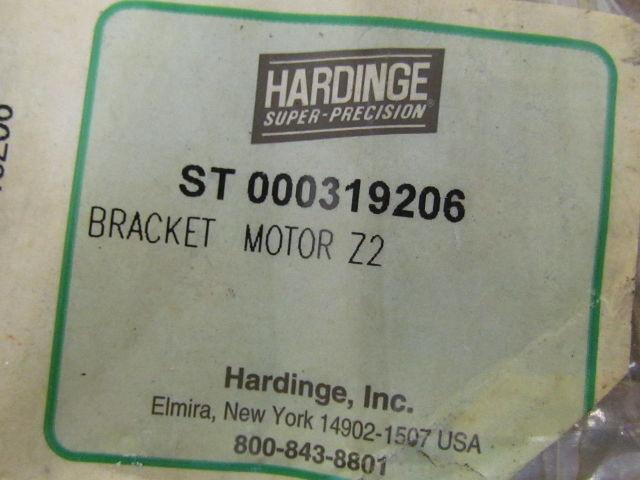 HARDINGE
SUPER-PRECISION®
ST 000319206
BRACKET MOTOR Z2
Hardinge, Inc.
Elmira, New York 14902-1507 USA
800-843-8801